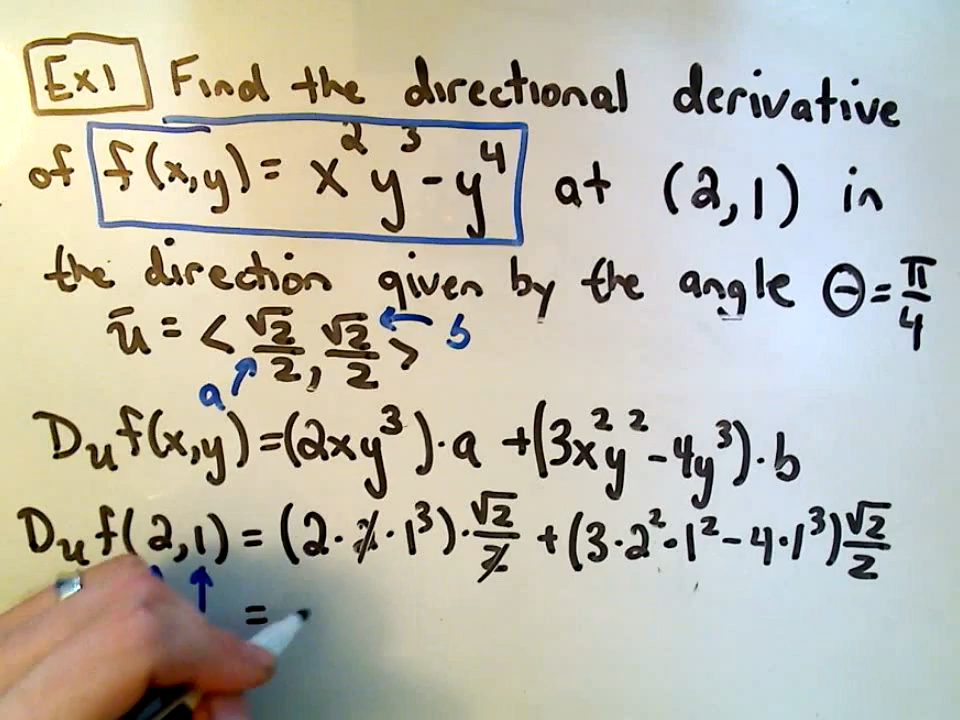 Ex1 Find the directional derivative
of f(x,y) = x²y³ - y⁴ at (2,1) in
the direction given by the angle Θ = π/4
ū = < √2/2, √2/2 > ← b
a
D_u f(x,y) = (2xy³)·a + (3x²y² - 4y³)·b
D_u f(2,1) = (2·2·1³)·√2/2 + (3·2²·1² - 4·1³) √2/2
=